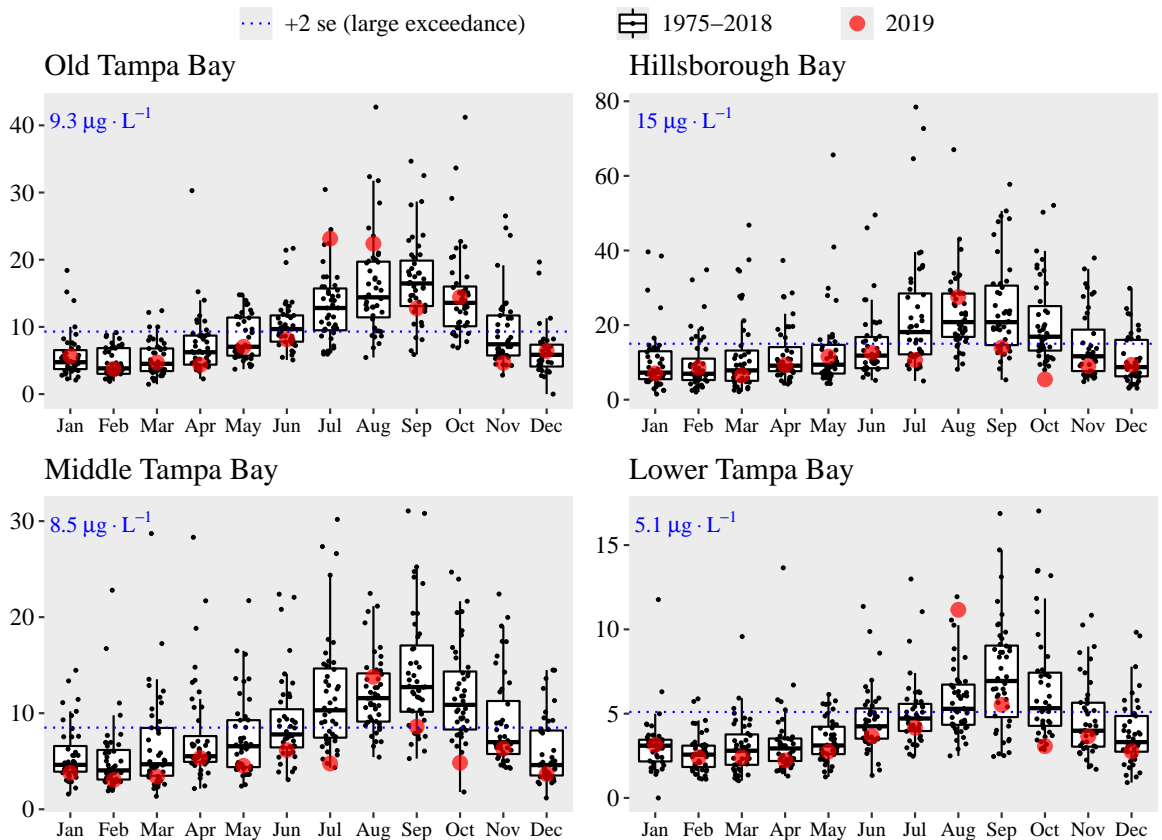 +2 se (large exceedance) 1975–2018 2019
Old Tampa Bay
9.3 μg · L⁻¹
40
30
20
10
0
Jan Feb Mar Apr May Jun Jul Aug Sep Oct Nov Dec
Hillsborough Bay
15 μg · L⁻¹
80
60
40
20
0
Jan Feb Mar Apr May Jun Jul Aug Sep Oct Nov Dec
Middle Tampa Bay
8.5 μg · L⁻¹
30
20
10
0
Jan Feb Mar Apr May Jun Jul Aug Sep Oct Nov Dec
Lower Tampa Bay
5.1 μg · L⁻¹
15
10
5
0
Jan Feb Mar Apr May Jun Jul Aug Sep Oct Nov Dec